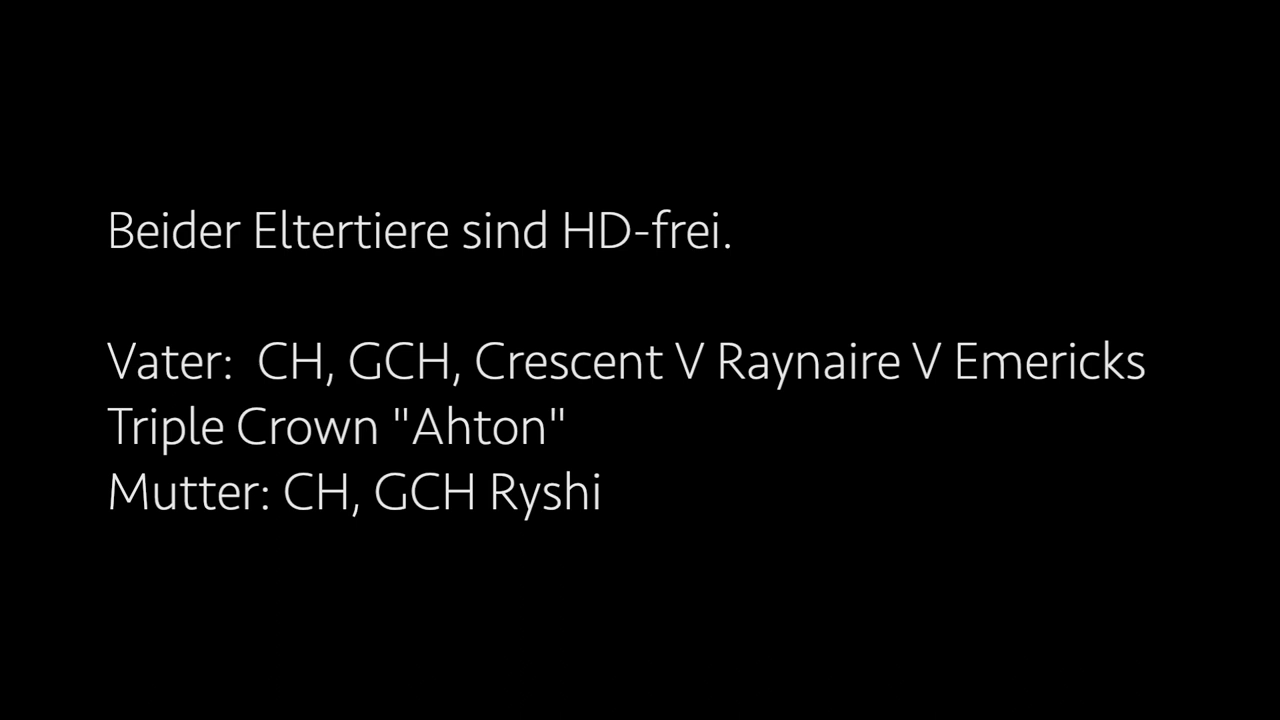 Beider Eltertiere sind HD-frei.
Vater:  CH, GCH, Crescent V Raynaire V Emericks
Triple Crown "Ahton"
Mutter: CH, GCH Ryshi